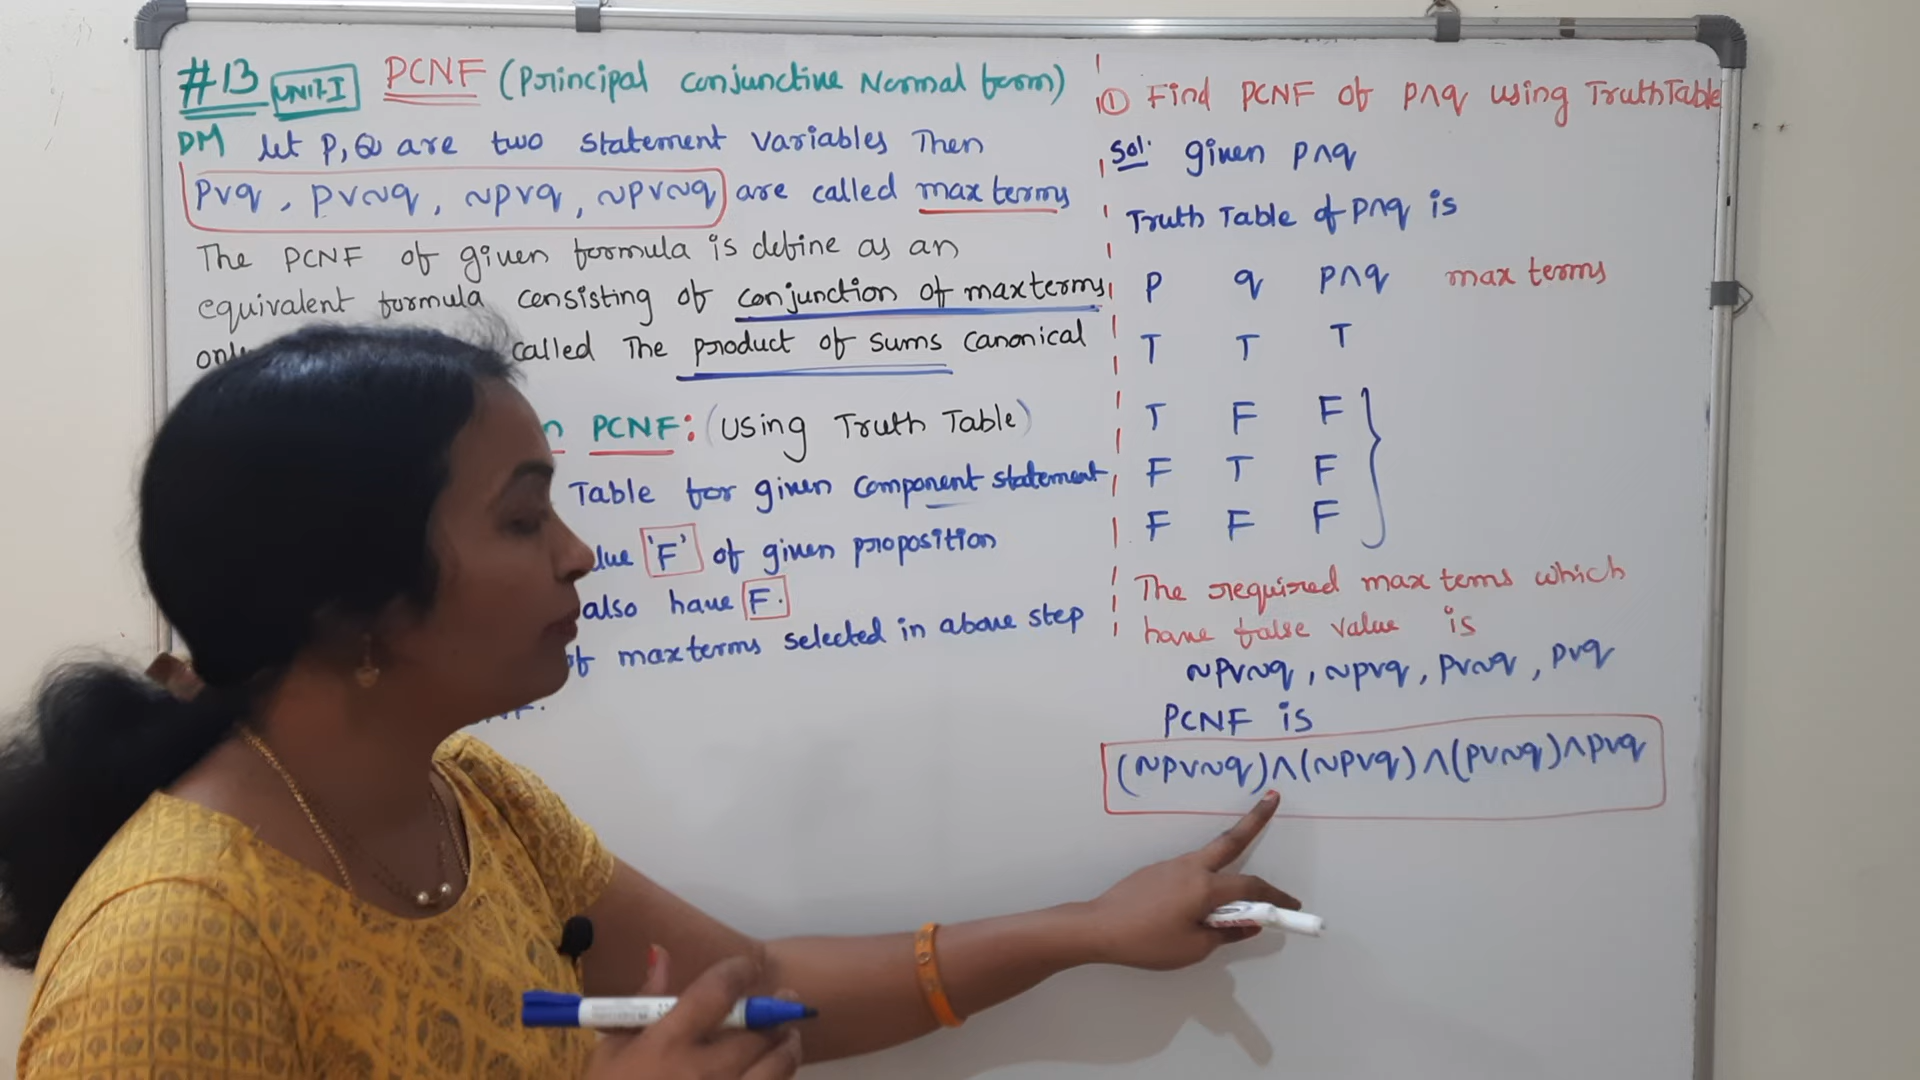 #13 UNIT-I PCNF (Principal Conjunctive Normal form)
DM let P,Q are two statement variables Then
pvq, pv~q, ~pvq, ~pv~q are called max terms
The PCNF of given formula is define as an
equivalent formula consisting of conjunction of maxterms
called The product of sums canonical
PCNF: (Using Truth Table)
Table for given component statement
'F' of given proposition
also have F.
of maxterms selected in above step
① Find PCNF of p∧q using Truth Table
Sol: given p∧q
Truth Table of p∧q is
P q p∧q max terms
T T T
T F F
F T F
F F F
The required max tems which
have false value is
~pv~q, ~pvq, pv~q, pvq
PCNF is
(~pv~q)∧(~pvq)∧(pv~q)∧pvq